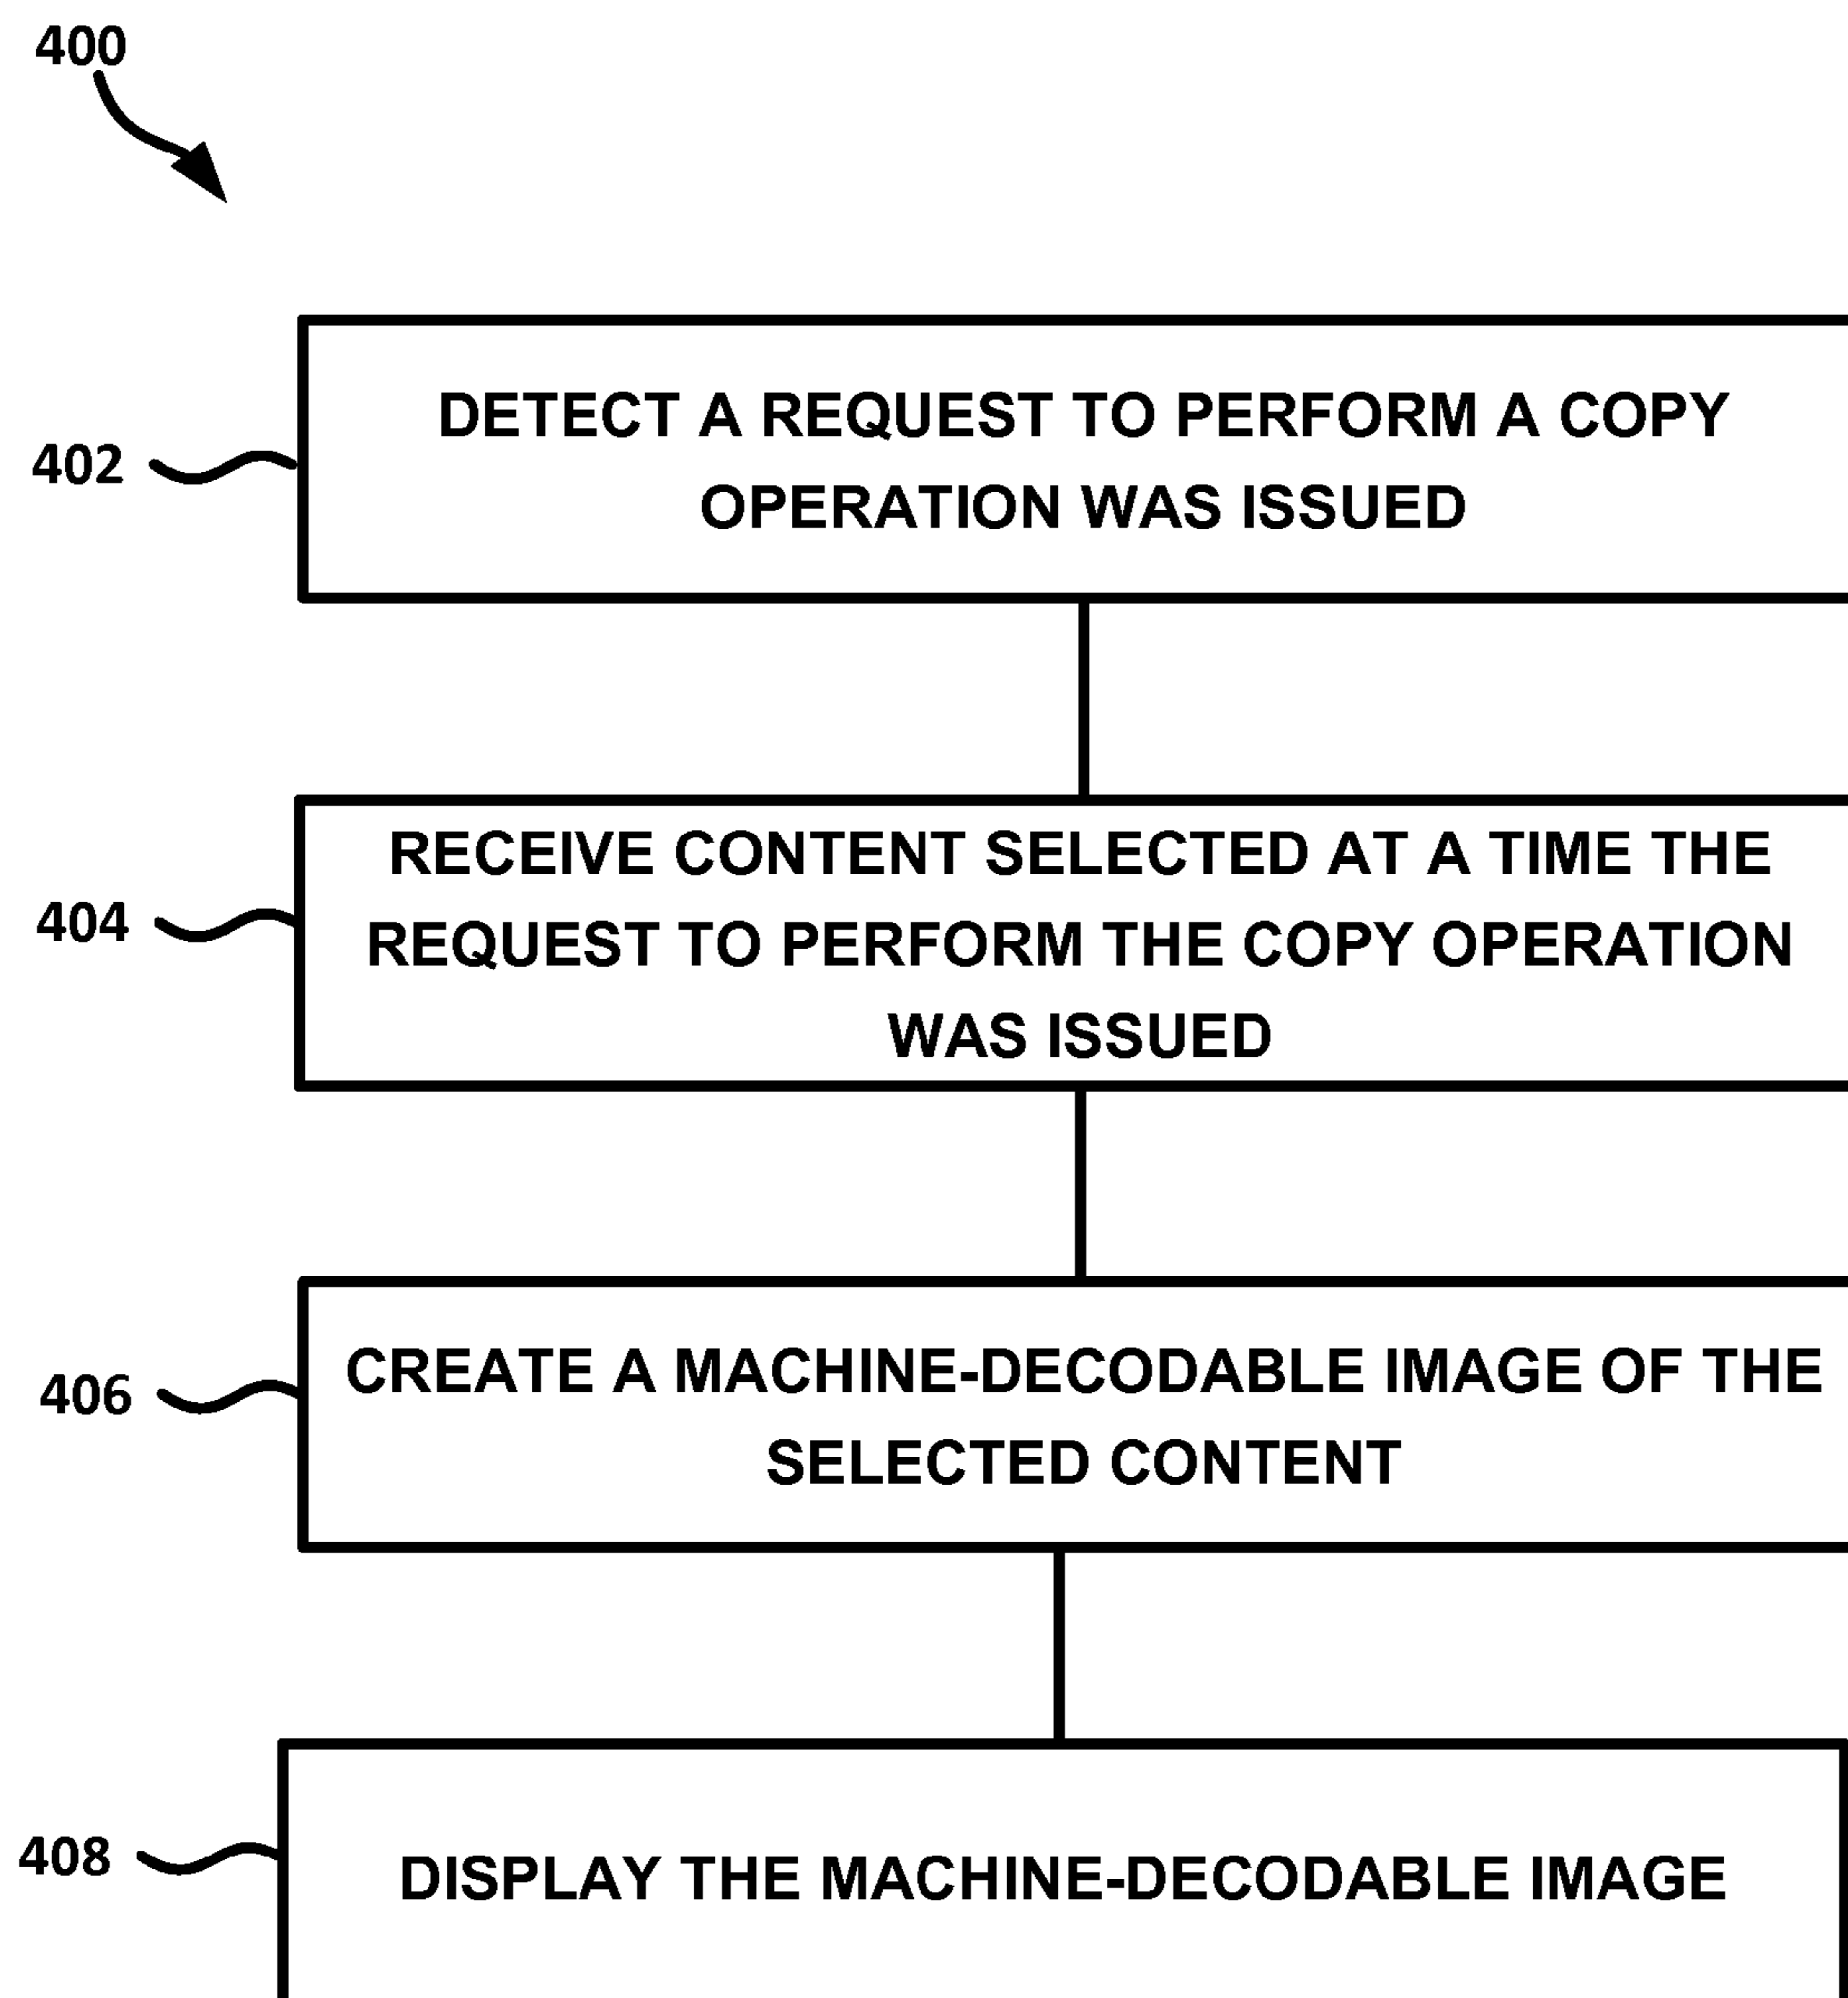 400
402
DETECT A REQUEST TO PERFORM A COPY
OPERATION WAS ISSUED
404
RECEIVE CONTENT SELECTED AT A TIME THE
REQUEST TO PERFORM THE COPY OPERATION
WAS ISSUED
406
CREATE A MACHINE-DECODABLE IMAGE OF THE
SELECTED CONTENT
408
DISPLAY THE MACHINE-DECODABLE IMAGE